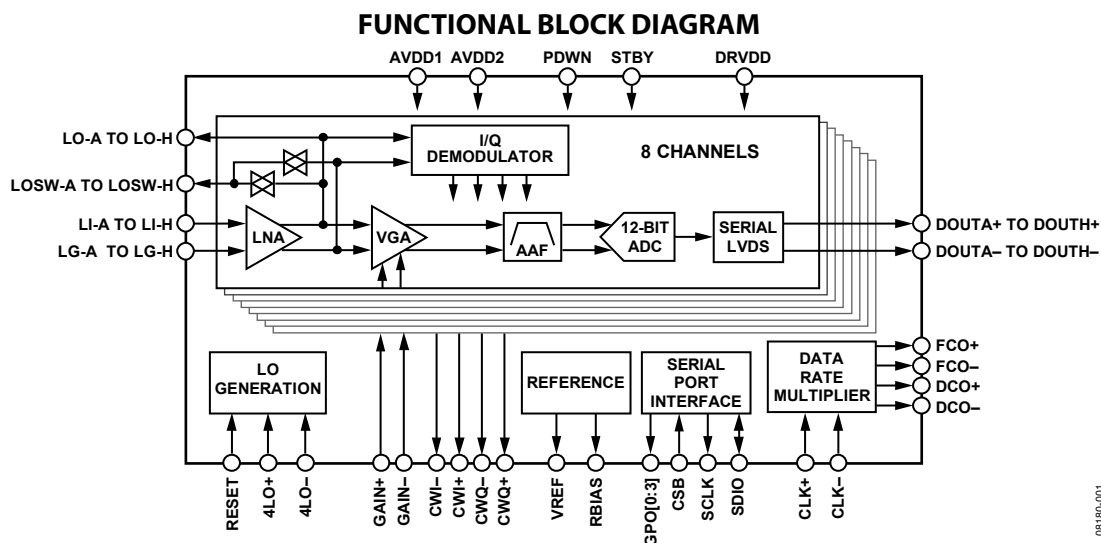 FUNCTIONAL BLOCK DIAGRAM
AVDD1 AVDD2 PDWN STBY DRVDD
LO-A TO LO-H
LOSW-A TO LOSW-H
LI-A TO LI-H
LG-A TO LG-H
I/Q
DEMODULATOR
8 CHANNELS
LNA
VGA
AAF
12-BIT
ADC
SERIAL
LVDS
DOUTA+ TO DOUTH+
DOUTA– TO DOUTH–
LO
GENERATION
REFERENCE
SERIAL
PORT
INTERFACE
DATA
RATE
MULTIPLIER
FCO+
FCO–
DCO+
DCO–
RESET
4LO+
4LO–
GAIN+
GAIN–
CWI–
CWI+
CWQ–
CWQ+
VREF
RBIAS
GPO[0:3]
CSB
SCLK
SDIO
CLK+
CLK–
08180-001